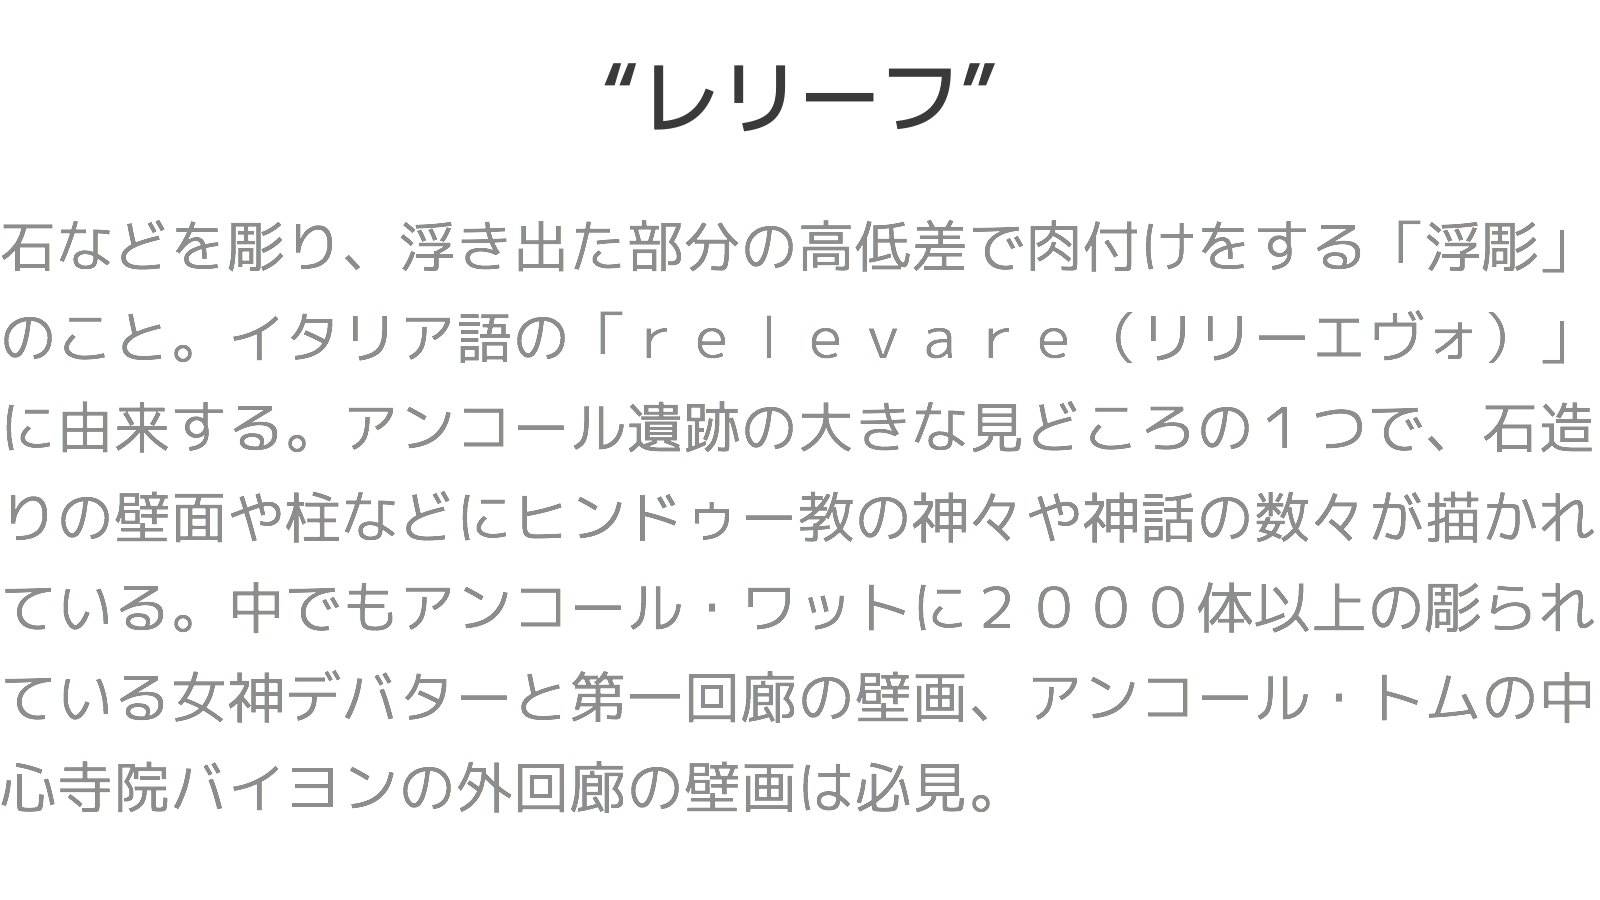 “レリーフ”
石などを彫り、浮き出た部分の高低差で肉付けをする「浮彫」
のこと。イタリア語の「ｒｅｌｅｖａｒｅ（リリーエヴォ）」
に由来する。アンコール遺跡の大きな見どころの１つで、石造
りの壁面や柱などにヒンドゥー教の神々や神話の数々が描かれ
ている。中でもアンコール・ワットに２０００体以上の彫られ
ている女神デバターと第一回廊の壁画、アンコール・トムの中
心寺院バイヨンの外回廊の壁画は必見。